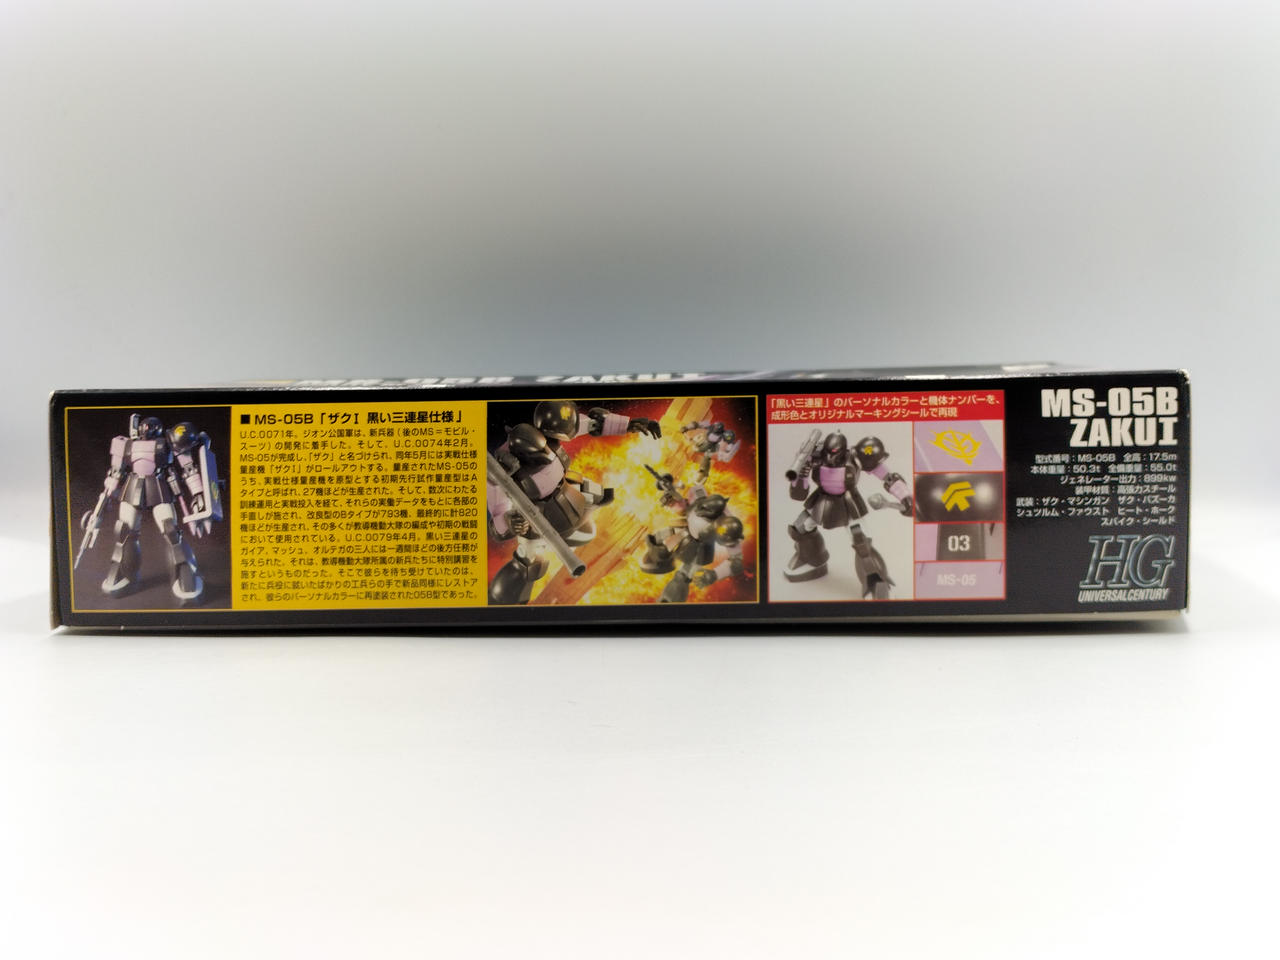 MS-05B ZAKUI
■ MS-05B「ザクI 黒い三連星仕様」
U.C.0071年。ジオン公国軍は、新兵器(後のMS=モビル・
スーツ)の開発に着手した。そして、U.C.0074年2月。
MS-05が完成し、「ザク」と名づけられ、同年5月には実戦仕様
量産機「ザクI」がロールアウトする。量産されたMS-05の
うち、実戦仕様量産機を原型とする初期先行試作量産型はA
タイプと呼ばれ、27機ほどが生産された。そして、数次にわたる
訓練運用と実戦投入を経て、それらの実働データをもとに各部の
手直しが施され、改良型のBタイプが793機、最終的に計820
機ほどが生産され、その多くが教導機動大隊の編成や初期の戦闘
において使用されている。U.C.0079年4月。黒い三連星の
ガイア、マッシュ、オルテガの三人には一週間ほどの後方任務が
与えられた。それは、教導機動大隊所属の新兵たちに特別講習を
施すというものだった。そこで彼らを待ち受けていたのは、
新たに兵役に就いたばかりの工兵らの手で新品同様にレストア
され、彼らのパーソナルカラーに再塗装された05B型であった。
「黒い三連星」のパーソナルカラーと機体ナンバーを、
成形色とオリジナルマーキングシールで再現
03
MS-05
MS-05B
ZAKUI
型式番号:MS-05B 全高:17.5m
本体重量:50.3t 全備重量:65.0t
ジェネレーター出力:899kw
装甲材質:高張力スチール
武装:ザク・マシンガン ザク・バズーカ
シュツルム・ファウスト ヒート・ホーク
スパイク・シールド
HG
UNIVERSAL CENTURY